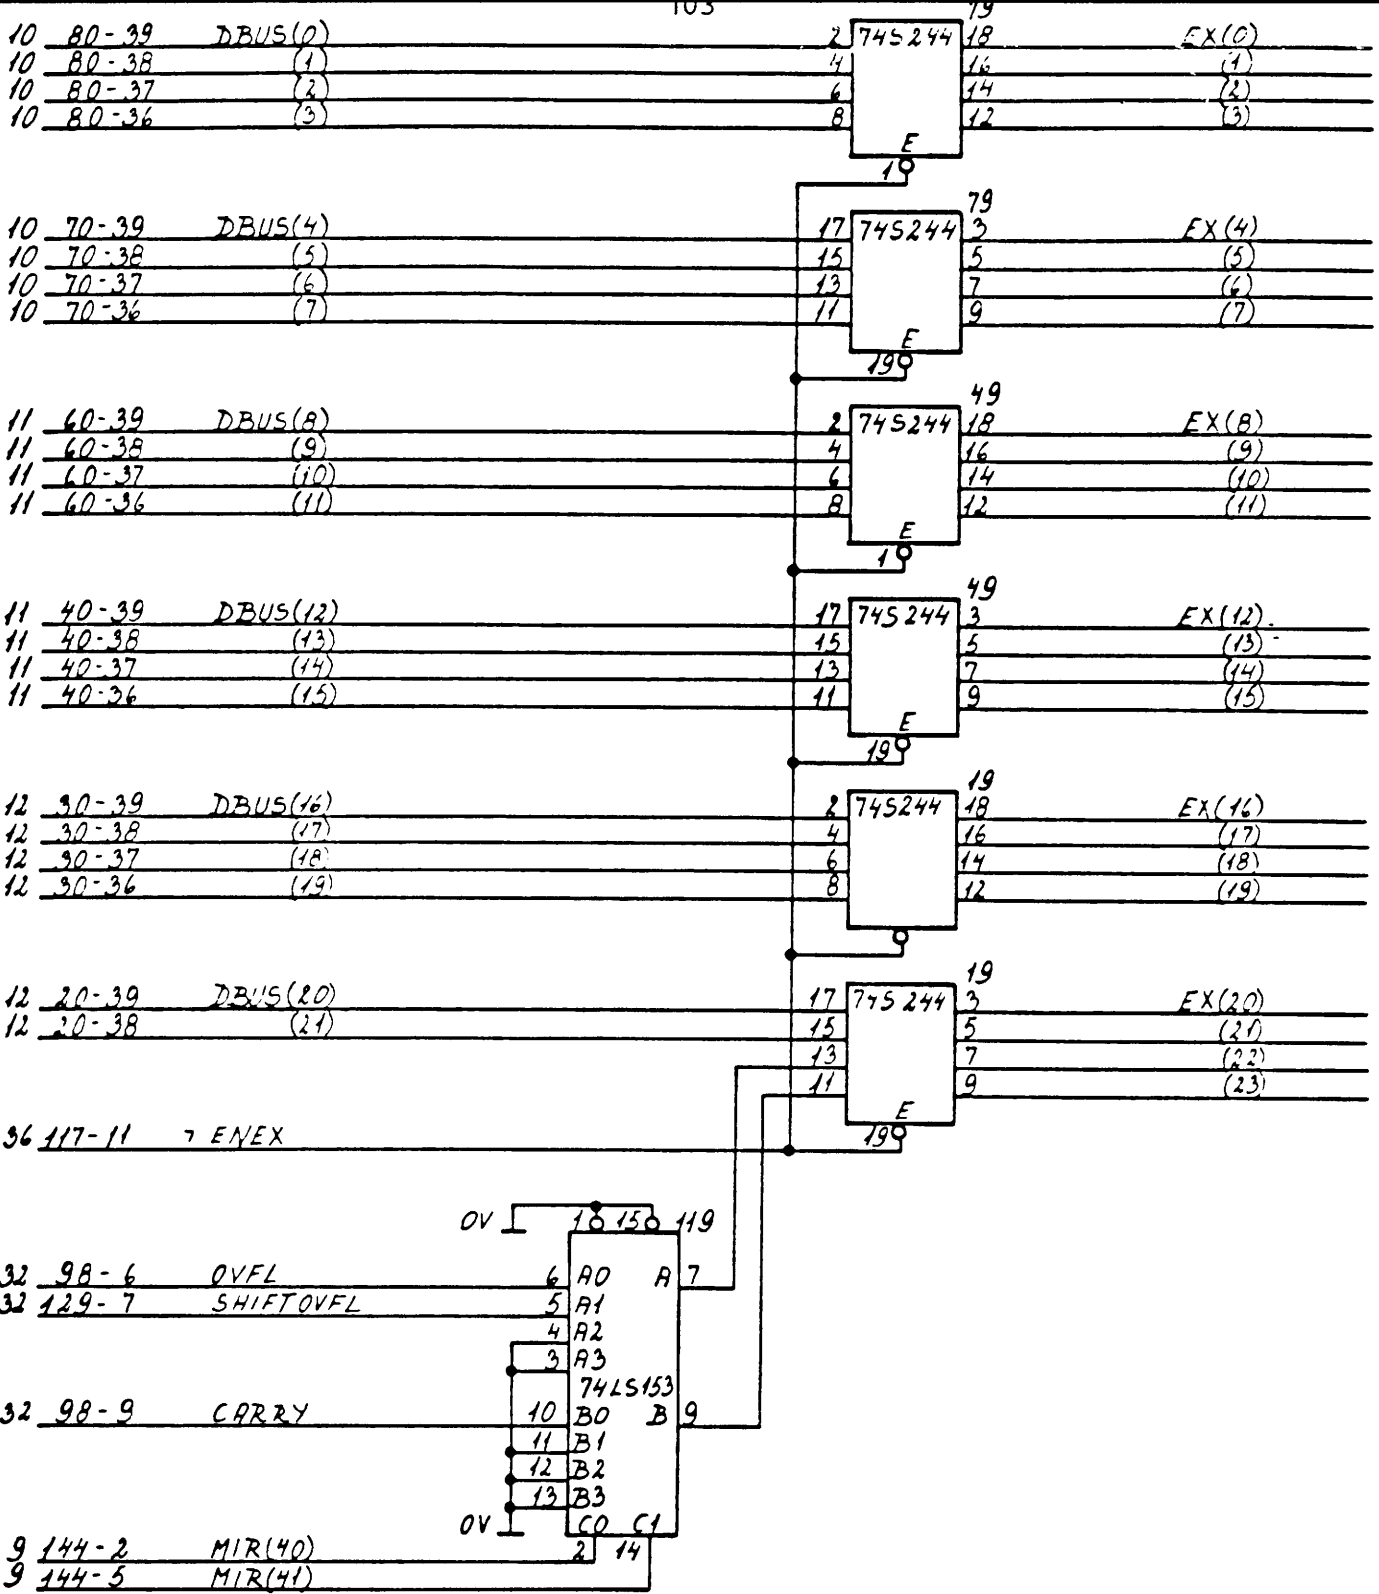 103
79
10 80-39 DBUS(0) 2 74S244 18 EX(0)
10 80-38 (1) 4 16 (1)
10 80-37 (2) 6 14 (2)
10 80-36 (3) 8 12 (3)
E
1
79
10 70-39 DBUS(4) 17 74S244 3 EX(4)
10 70-38 (5) 15 5 (5)
10 70-37 (6) 13 7 (6)
10 70-36 (7) 11 9 (7)
E
19
49
11 60-39 DBUS(8) 2 74S244 18 EX(8)
11 60-38 (9) 4 16 (9)
11 60-37 (10) 6 14 (10)
11 60-36 (11) 8 12 (11)
E
1
49
11 40-39 DBUS(12) 17 74S244 3 EX(12)
11 40-38 (13) 15 5 (13)
11 40-37 (14) 13 7 (14)
11 40-36 (15) 11 9 (15)
E
19
19
12 30-39 DBUS(16) 2 74S244 18 EX(16)
12 30-38 (17) 4 16 (17)
12 30-37 (18) 6 14 (18)
12 30-36 (19) 8 12 (19)
19
12 20-39 DBUS(20) 17 74S244 3 EX(20)
12 20-38 (21) 15 5 (21)
13 7 (22)
11 9 (23)
E
36 117-11 ¬ ENEX 19
0V 1 15 119
32 98-6 OVFL 6 A0 A 7
32 129-7 SHIFTOVFL 5 A1
4 A2
3 A3
74LS153
32 98-9 CARRY 10 B0 B 9
11 B1
12 B2
13 B3
0V C0 C1
9 144-2 MIR(40) 2 14
9 144-5 MIR(41)